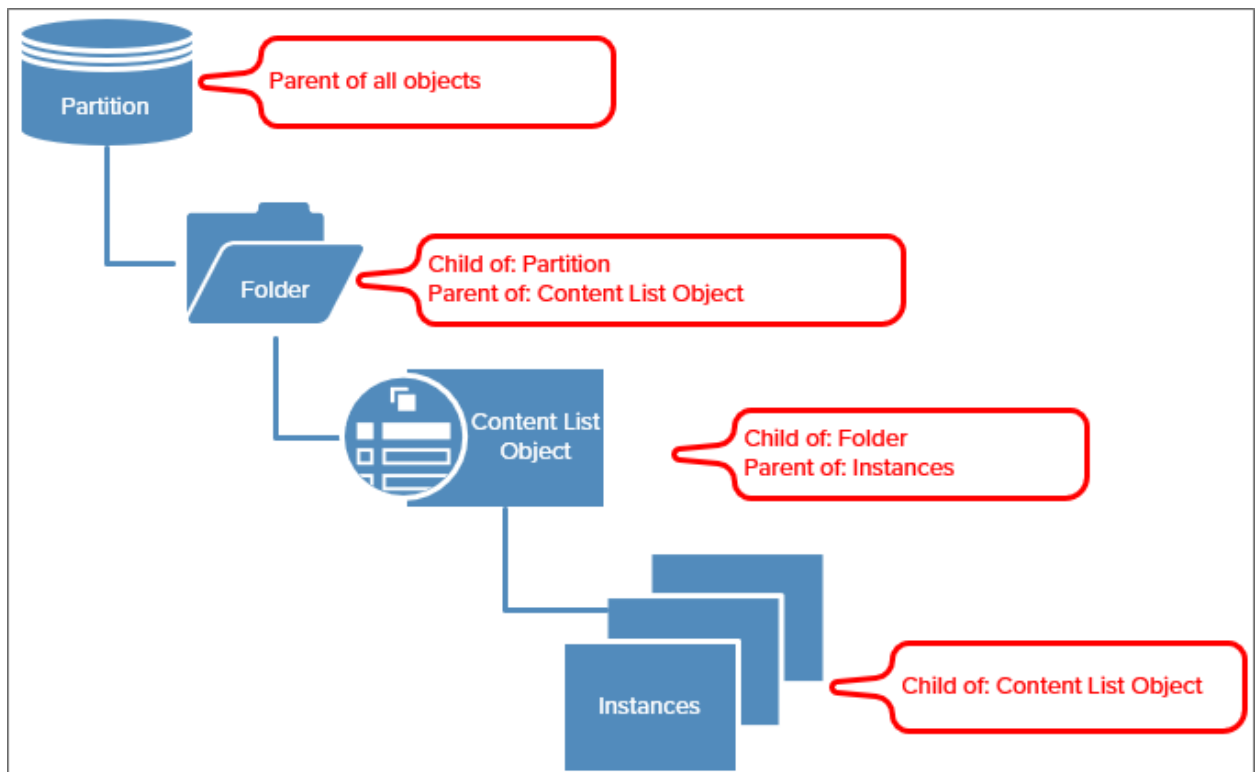 Partition
Parent of all objects
Folder
Child of: Partition
Parent of: Content List Object
Content List
Object
Child of: Folder
Parent of: Instances
Instances
Child of: Content List Object